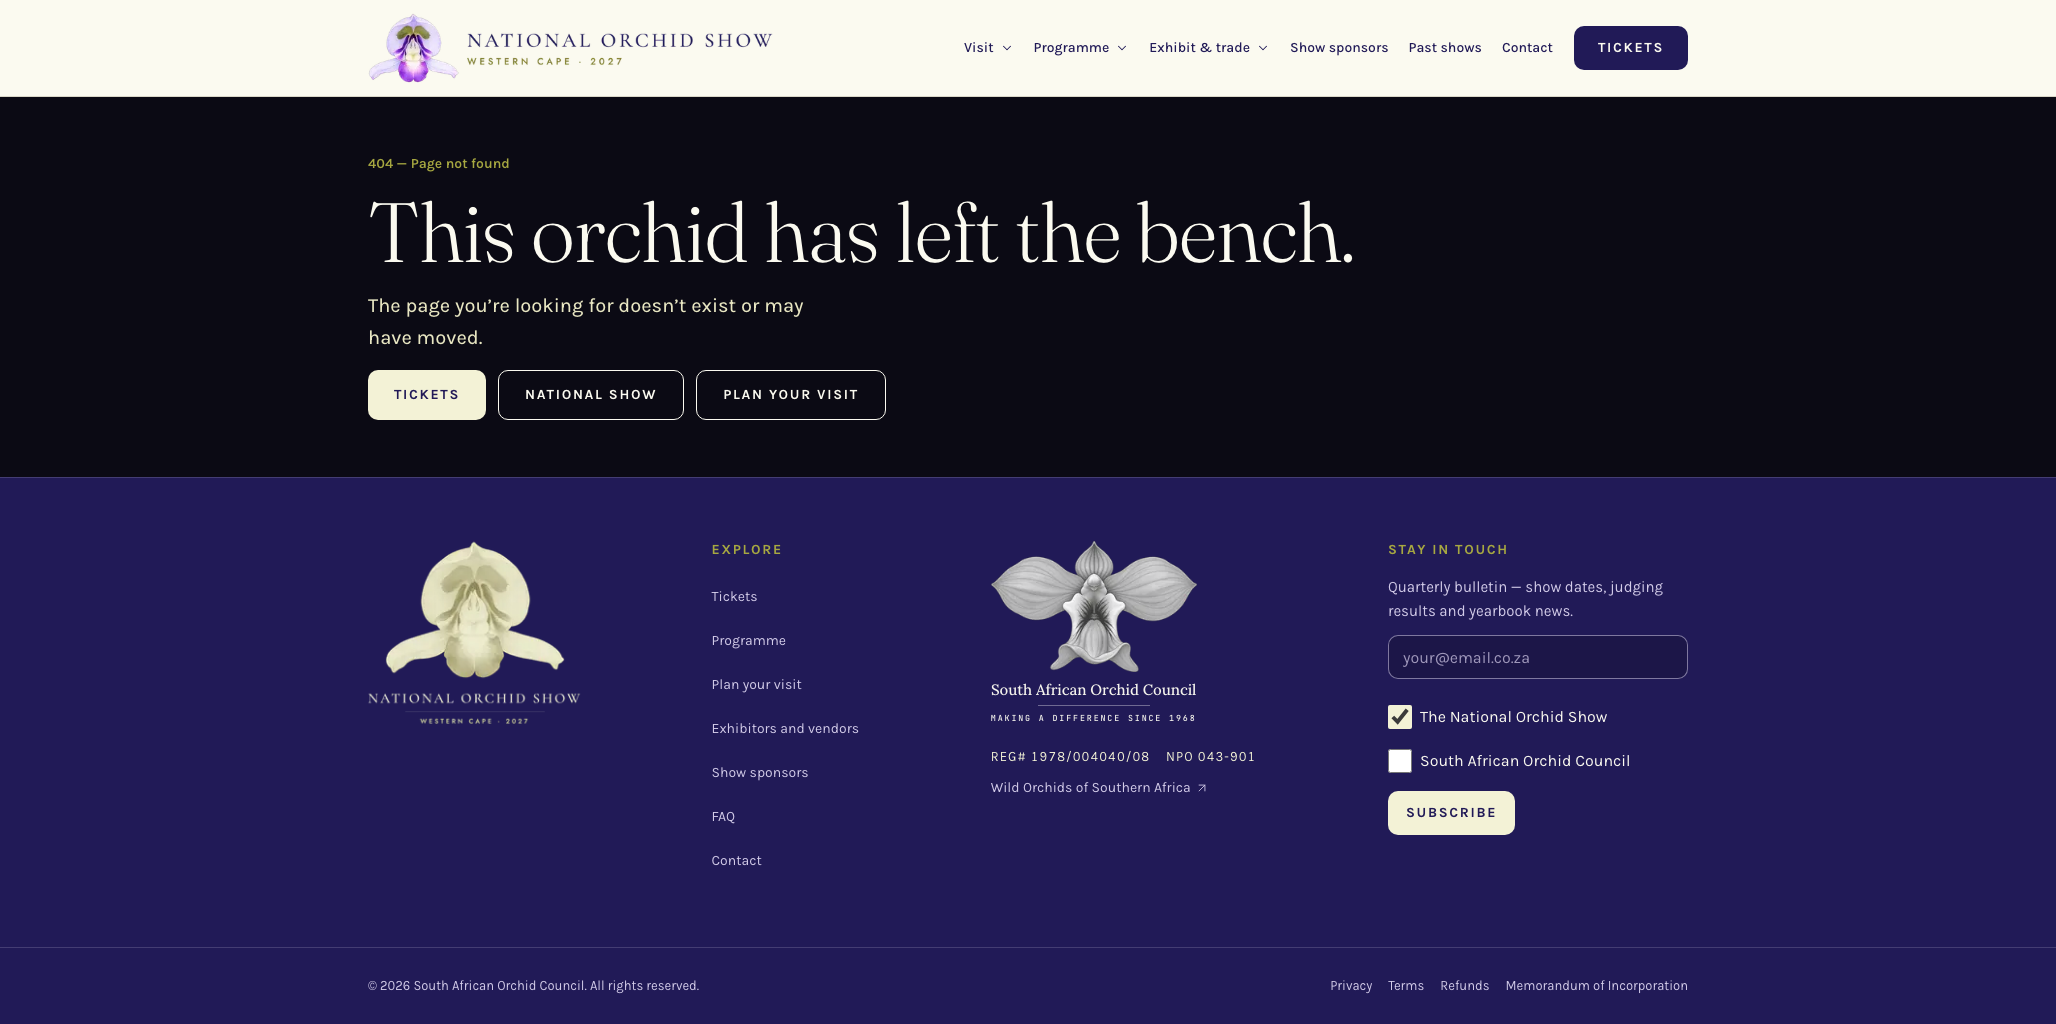 NATIONAL ORCHID SHOW
WESTERN CAPE · 2027
Visit
Programme
Exhibit & trade
Show sponsors
Past shows
Contact
TICKETS
404 — Page not found
This orchid has left the bench.
The page you’re looking for doesn’t exist or may
have moved.
TICKETS
NATIONAL SHOW
PLAN YOUR VISIT
NATIONAL ORCHID SHOW
WESTERN CAPE · 2027
EXPLORE
Tickets
Programme
Plan your visit
Exhibitors and vendors
Show sponsors
FAQ
Contact
South African Orchid Council
MAKING A DIFFERENCE SINCE 1968
REG# 1978/004040/08 NPO 043-901
Wild Orchids of Southern Africa ↗
STAY IN TOUCH
Quarterly bulletin — show dates, judging
results and yearbook news.
your@email.co.za
The National Orchid Show
South African Orchid Council
SUBSCRIBE
© 2026 South African Orchid Council. All rights reserved.
Privacy
Terms
Refunds
Memorandum of Incorporation